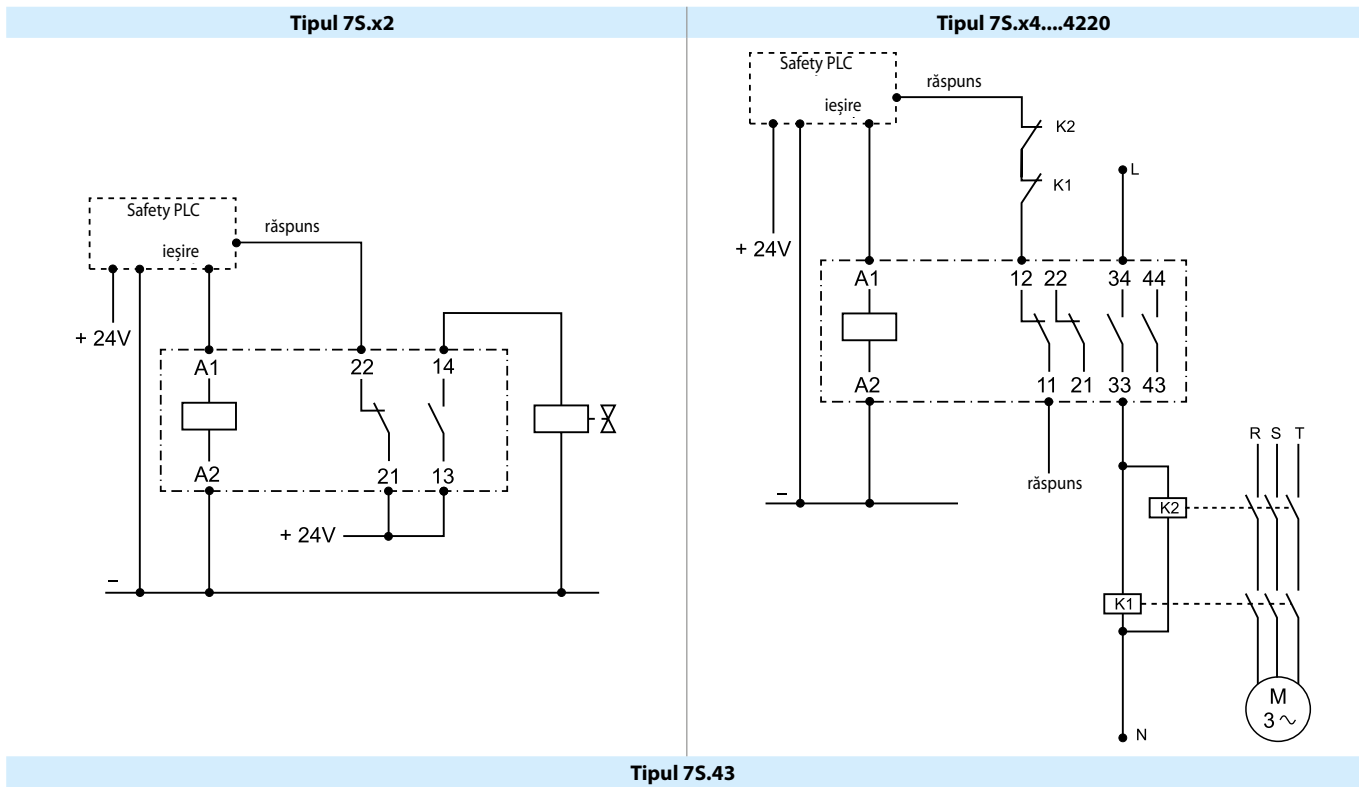 Tipul 7S.x2
Safety PLC
ieșire
răspuns
+ 24V
A1
22
14
A2
21
13
+ 24V
–
Tipul 7S.x4....4220
Safety PLC
ieșire
răspuns
K2
K1
L
+ 24V
A1
12 22 34 44
A2
11 21 33 43
răspuns
–
R S T
K2
K1
M
3 ~
N
Tipul 7S.43